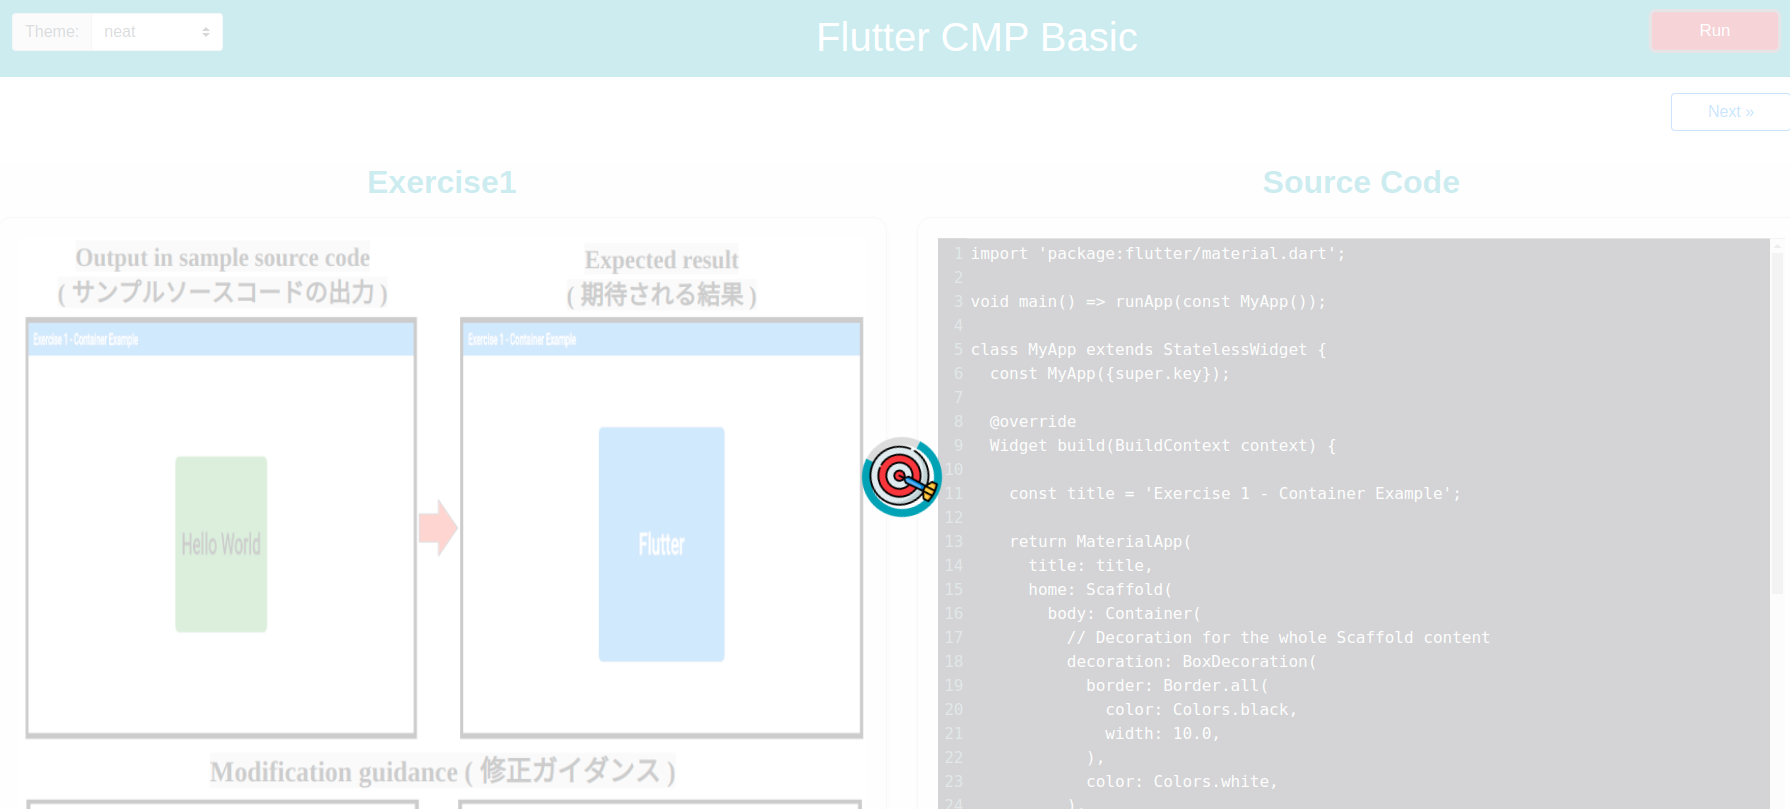 Theme: neat
Flutter CMP Basic
Run
Next »
Exercise1
Output in sample source code
( サンプルソースコードの出力 )
Expected result
( 期待される結果 )
Exercise 1 - Container Example
Hello World
Exercise 1 - Container Example
Flutter
Modification guidance ( 修正ガイダンス )
Source Code
1 import 'package:flutter/material.dart';
2
3 void main() => runApp(const MyApp());
4
5 class MyApp extends StatelessWidget {
6   const MyApp({super.key});
7
8   @override
9   Widget build(BuildContext context) {
10
11     const title = 'Exercise 1 - Container Example';
12
13     return MaterialApp(
14       title: title,
15       home: Scaffold(
16         body: Container(
17           // Decoration for the whole Scaffold content
18           decoration: BoxDecoration(
19             border: Border.all(
20               color: Colors.black,
21               width: 10.0,
22             ),
23             color: Colors.white,
24           ),